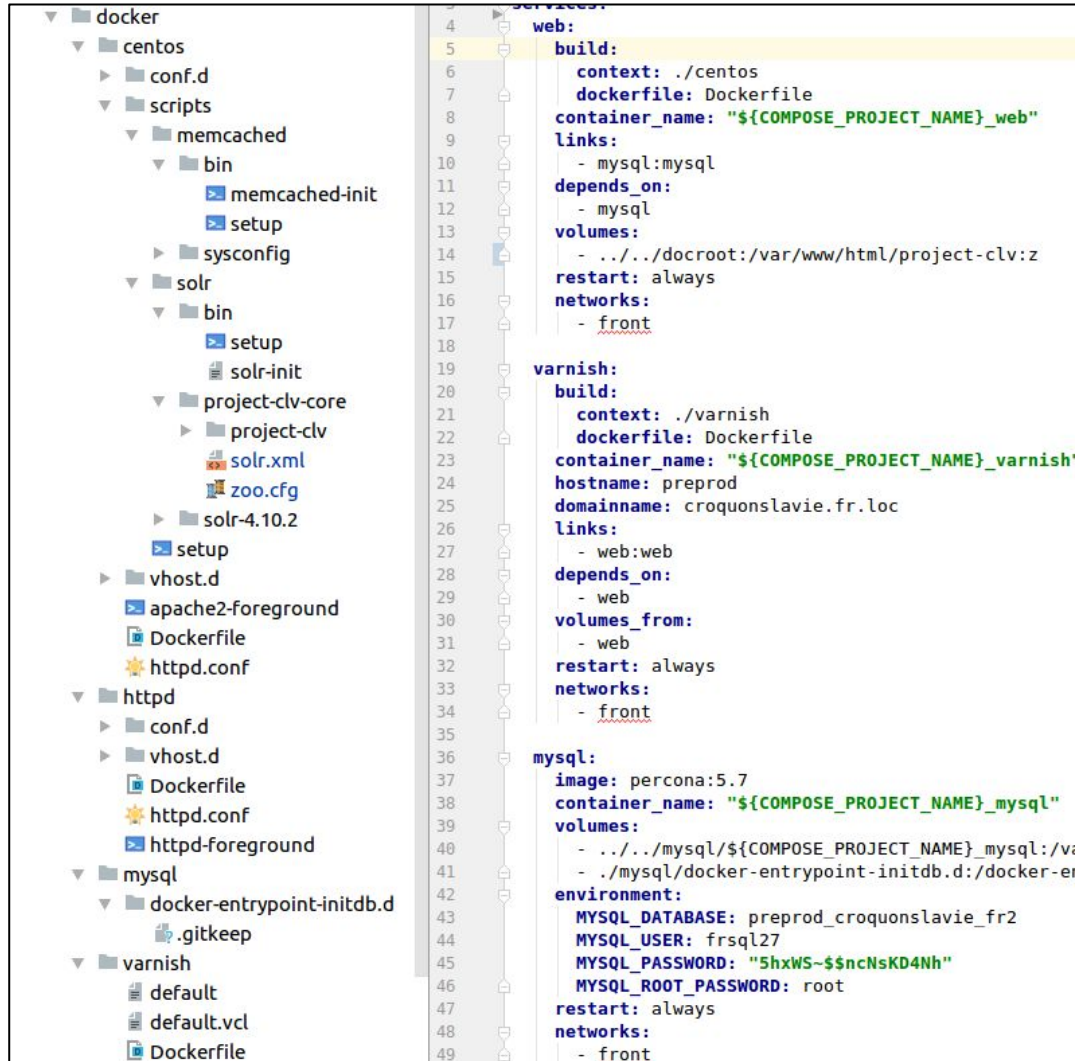 docker
centos
conf.d
scripts
memcached
bin
memcached-init
setup
sysconfig
solr
bin
setup
solr-init
project-clv-core
project-clv
solr.xml
zoo.cfg
solr-4.10.2
setup
vhost.d
apache2-foreground
Dockerfile
httpd.conf
httpd
conf.d
vhost.d
Dockerfile
httpd.conf
httpd-foreground
mysql
docker-entrypoint-initdb.d
.gitkeep
varnish
default
default.vcl
Dockerfile
3 services:
4 web:
5 build:
6 context: ./centos
7 dockerfile: Dockerfile
8 container_name: "${COMPOSE_PROJECT_NAME}_web"
9 links:
10 - mysql:mysql
11 depends_on:
12 - mysql
13 volumes:
14 - ../../docroot:/var/www/html/project-clv:z
15 restart: always
16 networks:
17 - front
18
19 varnish:
20 build:
21 context: ./varnish
22 dockerfile: Dockerfile
23 container_name: "${COMPOSE_PROJECT_NAME}_varnish"
24 hostname: preprod
25 domainname: croquonslavie.fr.loc
26 links:
27 - web:web
28 depends_on:
29 - web
30 volumes_from:
31 - web
32 restart: always
33 networks:
34 - front
35
36 mysql:
37 image: percona:5.7
38 container_name: "${COMPOSE_PROJECT_NAME}_mysql"
39 volumes:
40 - ../../mysql/${COMPOSE_PROJECT_NAME}_mysql:/va
41 - ./mysql/docker-entrypoint-initdb.d:/docker-en
42 environment:
43 MYSQL_DATABASE: preprod_croquonslavie_fr2
44 MYSQL_USER: frsql27
45 MYSQL_PASSWORD: "5hxWS~$$ncNsKD4Nh"
46 MYSQL_ROOT_PASSWORD: root
47 restart: always
48 networks:
49 - front